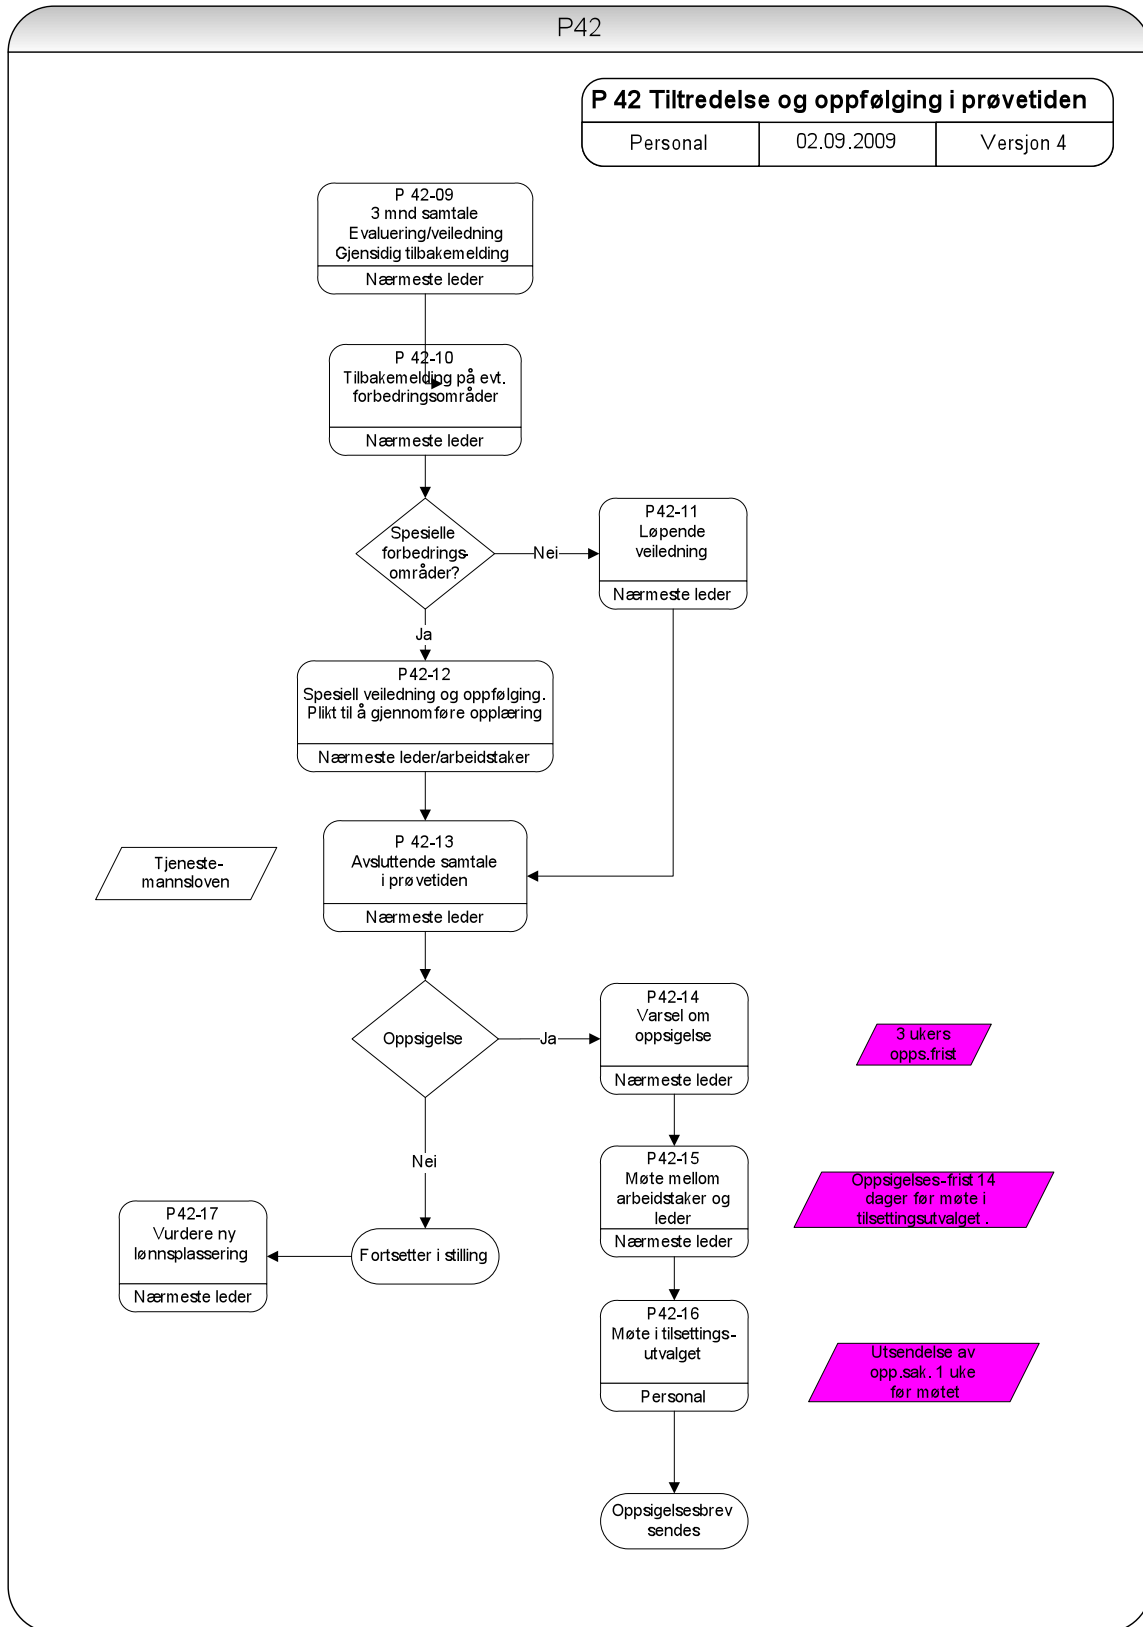 P42
P 42 Tiltredelse og oppfølging i prøvetiden
Personal
02.09.2009
Versjon 4
P 42-09
3 mnd samtale
Evaluering/veiledning
Gjensidig tilbakemelding
Nærmeste leder
P 42-10
Tilbakemelding på evt.
forbedringsområder
Nærmeste leder
Spesielle
forbedrings-
områder?
Nei
P42-11
Løpende
veiledning
Nærmeste leder
Ja
P42-12
Spesiell veiledning og oppfølging.
Plikt til å gjennomføre opplæring
Nærmeste leder/arbeidstaker
Tjeneste-
mannsloven
P 42-13
Avsluttende samtale
i prøvetiden
Nærmeste leder
Oppsigelse
Ja
P42-14
Varsel om
oppsigelse
Nærmeste leder
3 ukers
opps.frist
Nei
P42-15
Møte mellom
arbeidstaker og
leder
Nærmeste leder
Oppsigelses-frist 14
dager før møte i
tilsettingsutvalget .
P42-17
Vurdere ny
lønnsplassering
Nærmeste leder
Fortsetter i stilling
P42-16
Møte i tilsettings-
utvalget
Personal
Utsendelse av
opp.sak. 1 uke
før møtet
Oppsigelsesbrev
sendes